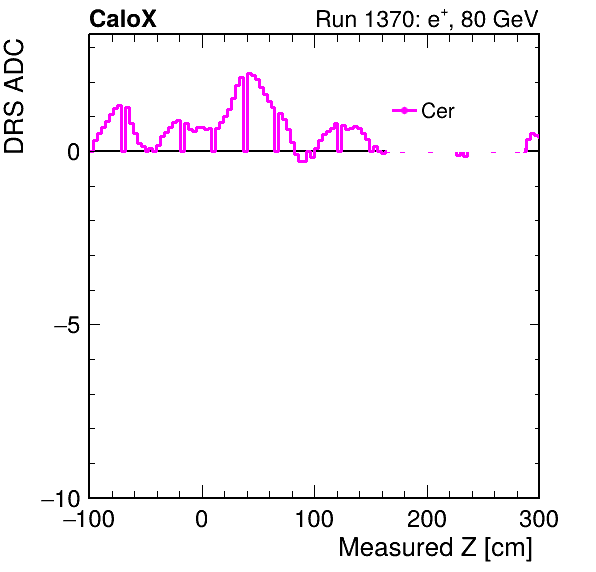 CaloX Run 1370: e+, 80 GeV
DRS ADC
Cer
0
−5
−10
−100 0 100 200 300
Measured Z [cm]